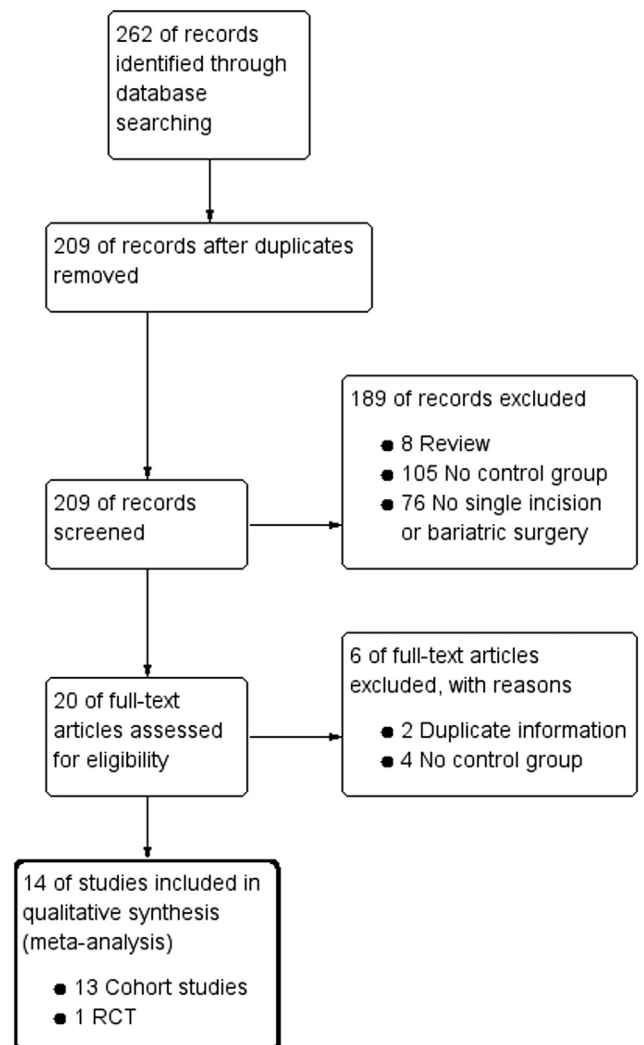 262 of records
identified through
database
searching
209 of records after duplicates
removed
189 of records excluded
● 8 Review
● 105 No control group
● 76 No single incision
or bariatric surgery
209 of records
screened
6 of full-text articles
excluded, with reasons
● 2 Duplicate information
● 4 No control group
20 of full-text
articles assessed
for eligibility
14 of studies included in
qualitative synthesis
(meta-analysis)
● 13 Cohort studies
● 1 RCT